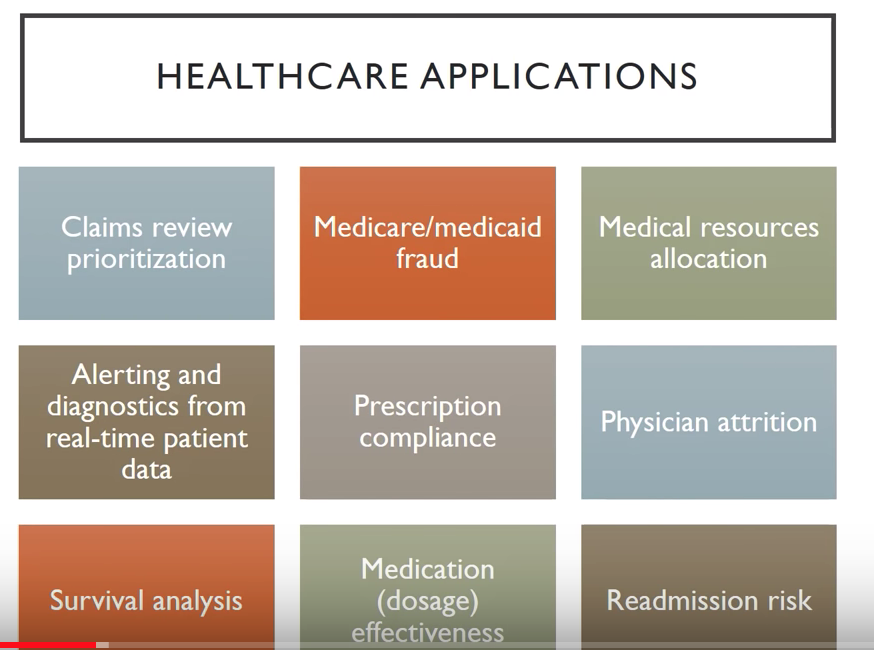 HEALTHCARE APPLICATIONS
Claims review
prioritization
Medicare/medicaid
fraud
Medical resources
allocation
Alerting and
diagnostics from
real-time patient
data
Prescription
compliance
Physician attrition
Survival analysis
Medication
(dosage)
effectiveness
Readmission risk